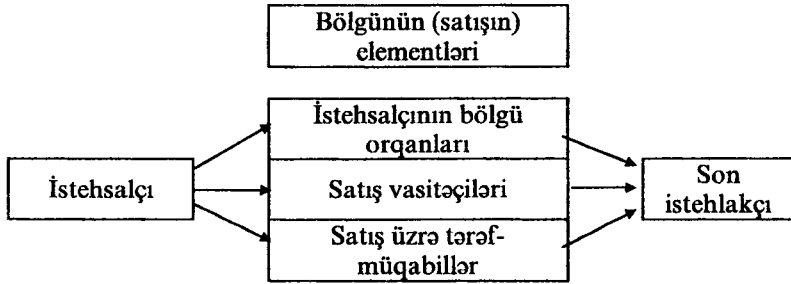 Bölgünün (satışın)
elementləri
İstehsalçının bölgü
orqanları
İstehsalçı
Satış vasitəçiləri
Son
istehlakçı
Satış üzrə tərəf-
müqabillər